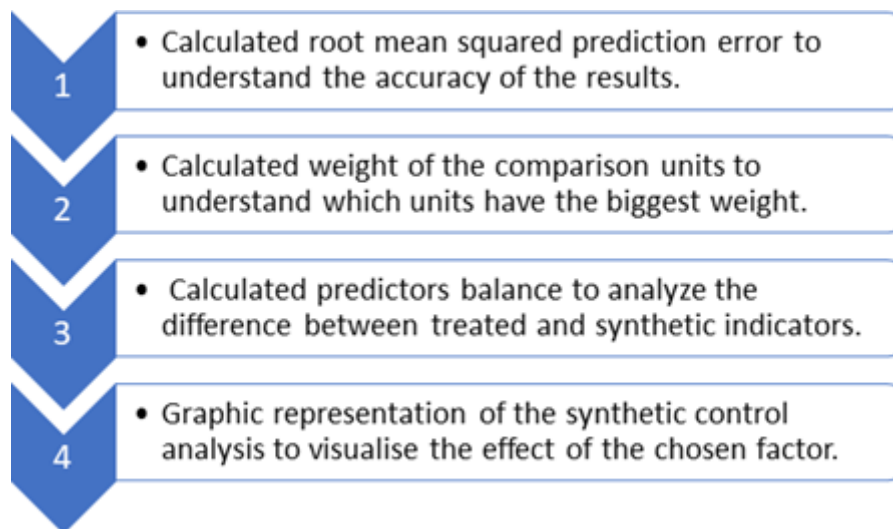 1
• Calculated root mean squared prediction error to
understand the accuracy of the results.
2
• Calculated weight of the comparison units to
understand which units have the biggest weight.
3
• Calculated predictors balance to analyze the
difference between treated and synthetic indicators.
4
• Graphic representation of the synthetic control
analysis to visualise the effect of the chosen factor.